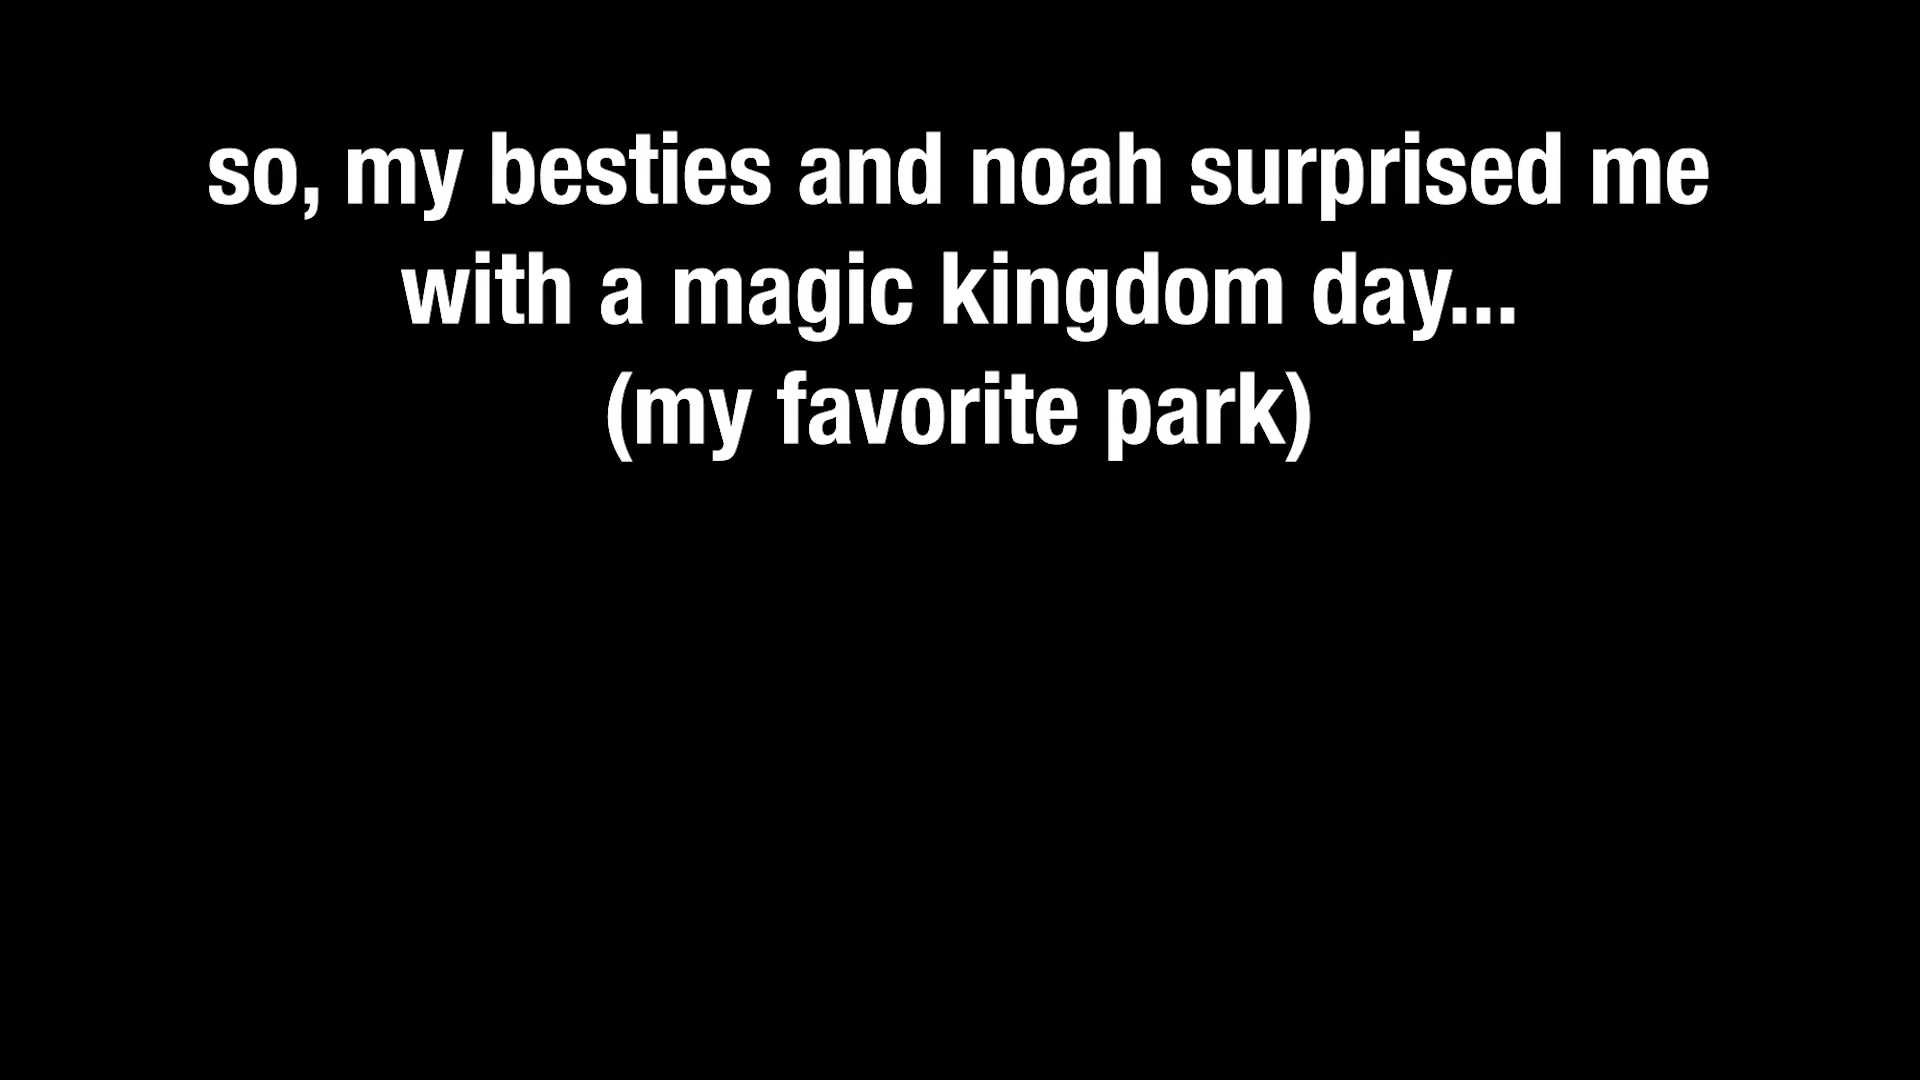 so, my besties and noah surprised me
with a magic kingdom day...
(my favorite park)